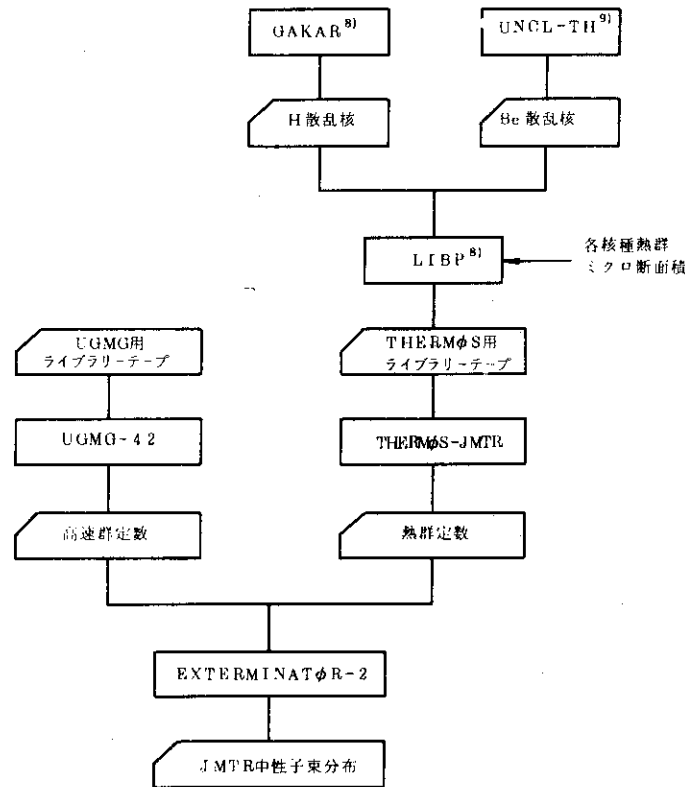 GAKAR⁸⁾
UNCL-TH⁹⁾
H散乱核
Be散乱核
LIBP⁸⁾
各核種熱群
ミクロ断面積
UGMG用
ライブラリーテープ
THERMφS用
ライブラリーテープ
UGMG-42
THERMφS-JMTR
高速群定数
熱群定数
EXTERMINATφR-2
JMTR中性子束分布